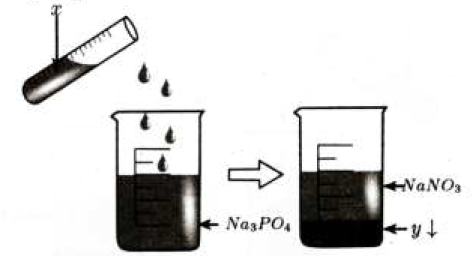 x
NaNO₃
Na₃PO₄
y ↓